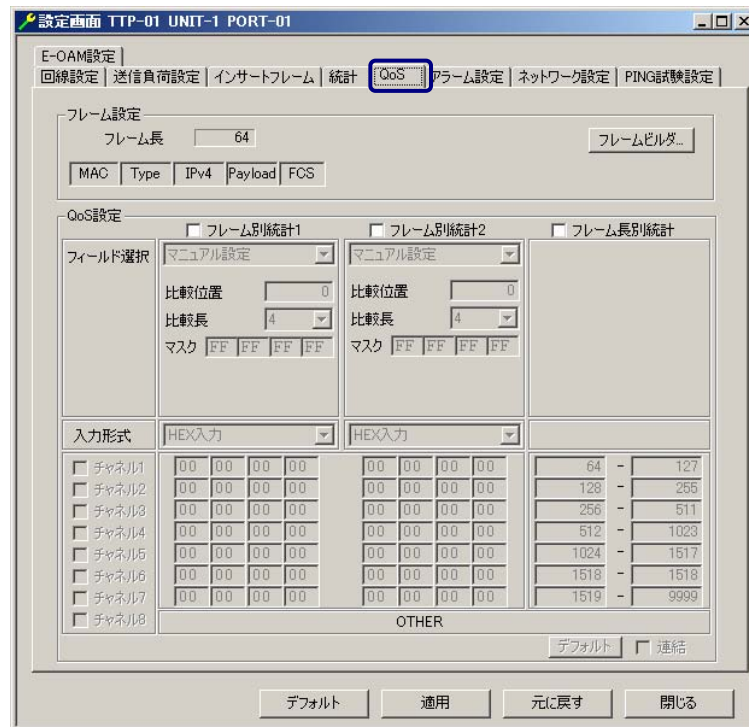 設定画面 TTP-01 UNIT-1 PORT-01
E-OAM設定
回線設定 送信負荷設定 インサートフレーム 統計 QoS アラーム設定 ネットワーク設定 PING試験設定
フレーム設定
フレーム長 64 フレームビルダ...
MAC Type IPv4 Payload FCS
QoS設定
フレーム別統計1 フレーム別統計2 フレーム長別統計
フィールド選択 マニュアル設定 マニュアル設定
比較位置 0 比較位置 0
比較長 4 比較長 4
マスク FF FF FF FF マスク FF FF FF FF
入力形式 HEX入力 HEX入力
チャネル1 00 00 00 00 00 00 00 00 64 - 127
チャネル2 00 00 00 00 00 00 00 00 128 - 255
チャネル3 00 00 00 00 00 00 00 00 256 - 511
チャネル4 00 00 00 00 00 00 00 00 512 - 1023
チャネル5 00 00 00 00 00 00 00 00 1024 - 1517
チャネル6 00 00 00 00 00 00 00 00 1518 - 1518
チャネル7 00 00 00 00 00 00 00 00 1519 - 9999
チャネル8 OTHER
デフォルト 連結
デフォルト 適用 元に戻す 閉じる